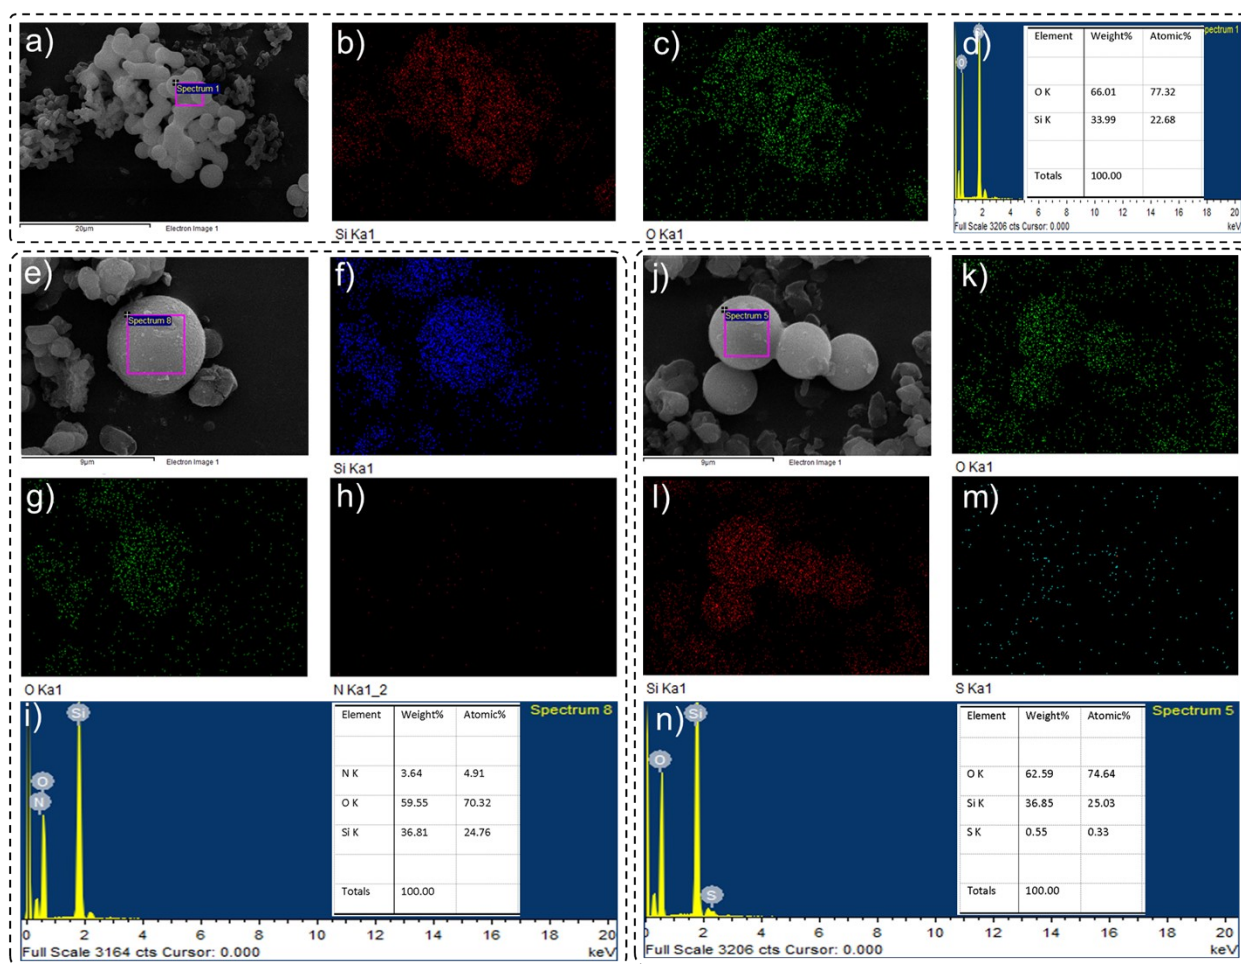 a)
Spectrum 1
20µm
Electron Image 1
b)
Si Ka1
c)
O Ka1
d)
Spectrum 1
O
Element Weight% Atomic%
O K 66.01 77.32
Si K 33.99 22.68
Totals 100.00
0 2 4 6 8 10 12 14 16 18 20
Full Scale 3206 cts Cursor: 0.000
keV
e)
Spectrum 8
9µm
Electron Image 1
f)
Si Ka1
j)
Spectrum 5
9µm
Electron Image 1
k)
O Ka1
g)
O Ka1
h)
N Ka1_2
l)
Si Ka1
m)
S Ka1
i)
Spectrum 8
Si
O
N
Element Weight% Atomic%
N K 3.64 4.91
O K 59.55 70.32
Si K 36.81 24.76
Totals 100.00
0 2 4 6 8 10 12 14 16 18 20
Full Scale 3164 cts Cursor: 0.000
keV
n)
Spectrum 5
Si
O
S
Element Weight% Atomic%
O K 62.59 74.64
Si K 36.85 25.03
S K 0.55 0.33
Totals 100.00
0 2 4 6 8 10 12 14 16 18 20
Full Scale 3206 cts Cursor: 0.000
keV